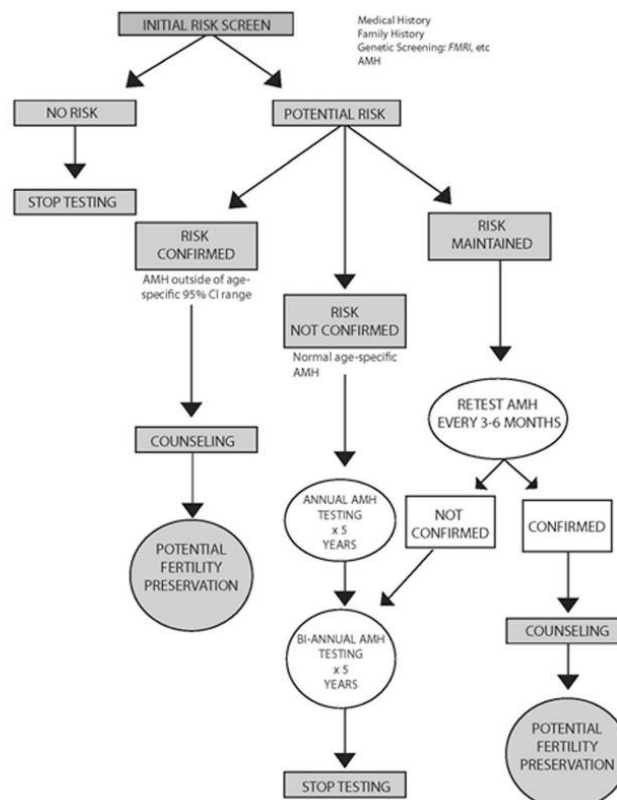 INITIAL RISK SCREEN
Medical History
Family History
Genetic Screening: FMRI, etc
AMH
NO RISK
POTENTIAL RISK
STOP TESTING
RISK
CONFIRMED
AMH outside of age-
specific 95% CI range
RISK
NOT CONFIRMED
Normal age-specific
AMH
RISK
MAINTAINED
RETEST AMH
EVERY 3-6 MONTHS
COUNSELING
POTENTIAL
FERTILITY
PRESERVATION
ANNUAL AMH
TESTING
x 5
YEARS
NOT
CONFIRMED
CONFIRMED
BI-ANNUAL AMH
TESTING
x 5
YEARS
STOP TESTING
COUNSELING
POTENTIAL
FERTILITY
PRESERVATION